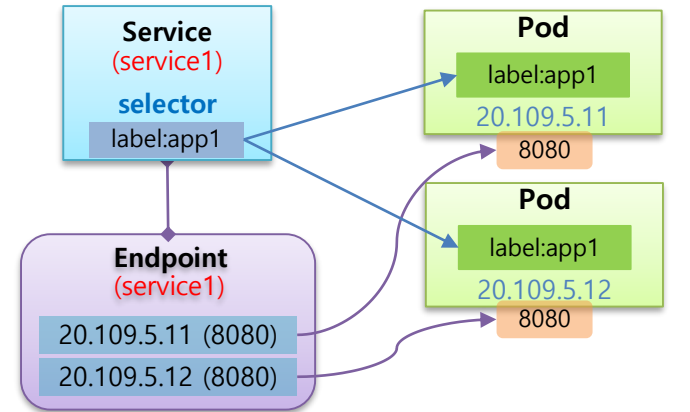 Service
(service1)
selector
label:app1
Pod
label:app1
20.109.5.11
8080
Pod
label:app1
20.109.5.12
8080
Endpoint
(service1)
20.109.5.11 (8080)
20.109.5.12 (8080)